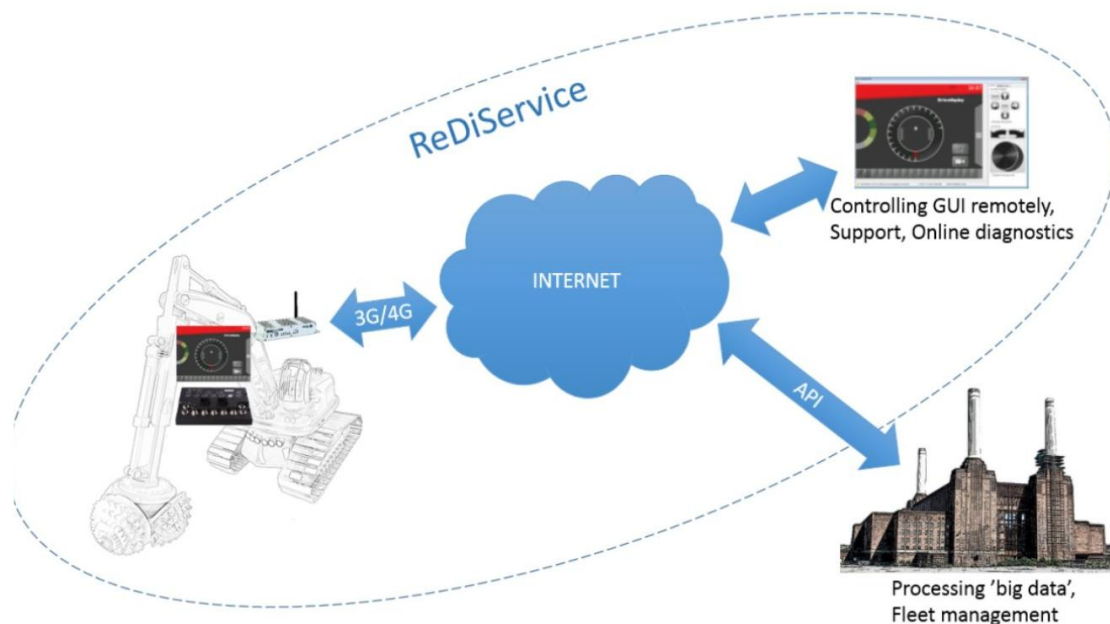 ReDiService
INTERNET
3G/4G
API
Controlling GUI remotely,
Support, Online diagnostics
Processing ’big data’,
Fleet management